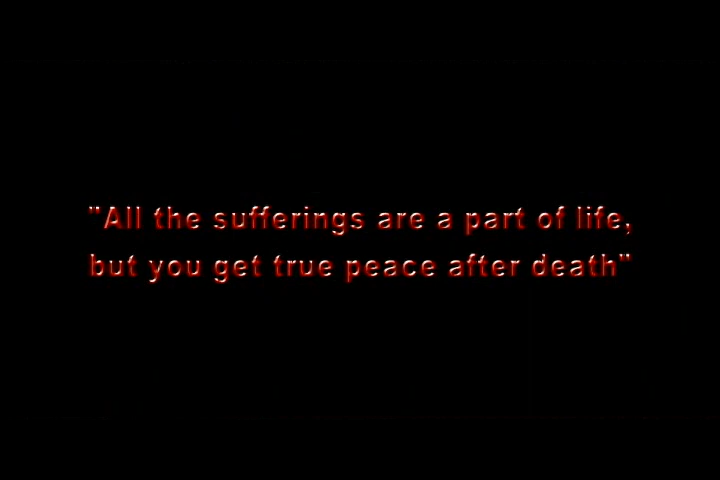 "All the sufferings are a part of life,
but you get true peace after death"